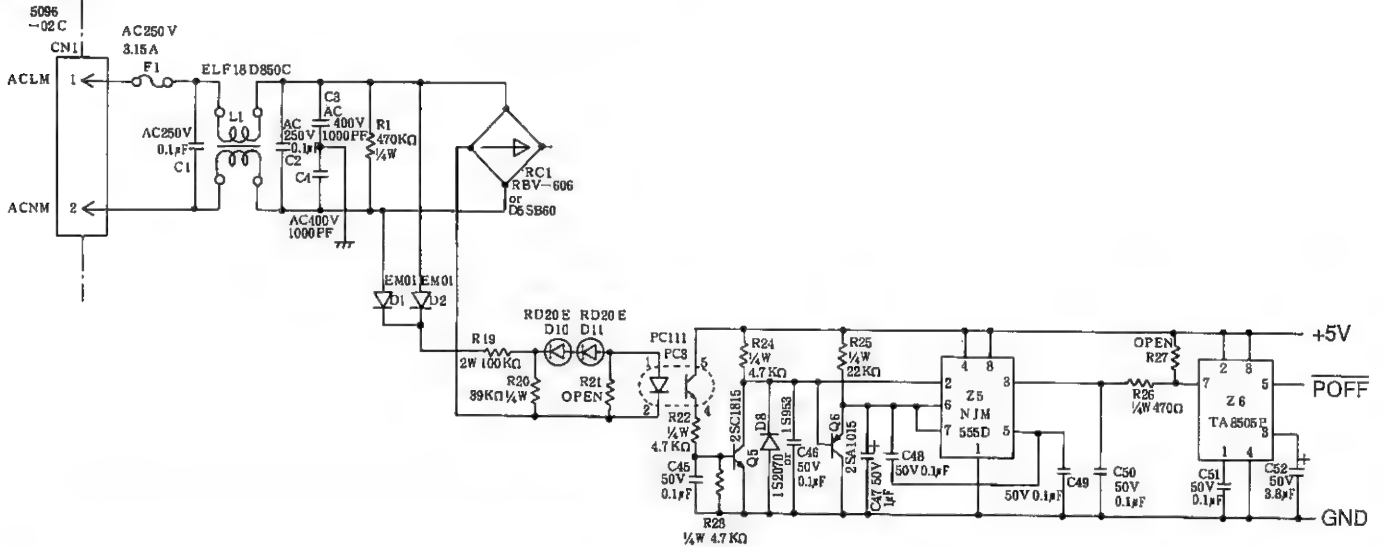 5096
-02C
CN1
ACLM
1
ACNM
2
AC250V
3.15A
F1
ELF18D850C
L1
AC250V
0.1µF
C1
AC
250V
0.1µF
C2
C3
AC
400V
1000PF
C4
AC400V
1000PF
R1
470KΩ
¼W
RC1
RBV-606
or
D5SB60
EM01 EM01
D1 D2
R19
2W 100KΩ
RD20E RD20E
D10 D11
R20
39KΩ¼W
R21
OPEN
PC111
PC3
1
2
5
4
R22
¼W
4.7KΩ
C45
50V
0.1µF
R23
¼W 4.7KΩ
R24
¼W
4.7KΩ
2SC1815
Q5
D8
1S2070
or
1S953
C46
50V
0.1µF
R25
¼W
22KΩ
Q6
2SA1015
C47 50V
1µF
+
C48
50V 0.1µF
4 8
2
3
Z5
6
NJM
7
555D
5
1
C49
50V 0.1µF
C50
50V
0.1µF
OPEN
R27
R26
¼W 470Ω
2 8
7
5
Z6
TA8505P
3
1 4
C51
50V
0.1µF
C52
50V
3.3µF
+
+5V
POFF
GND